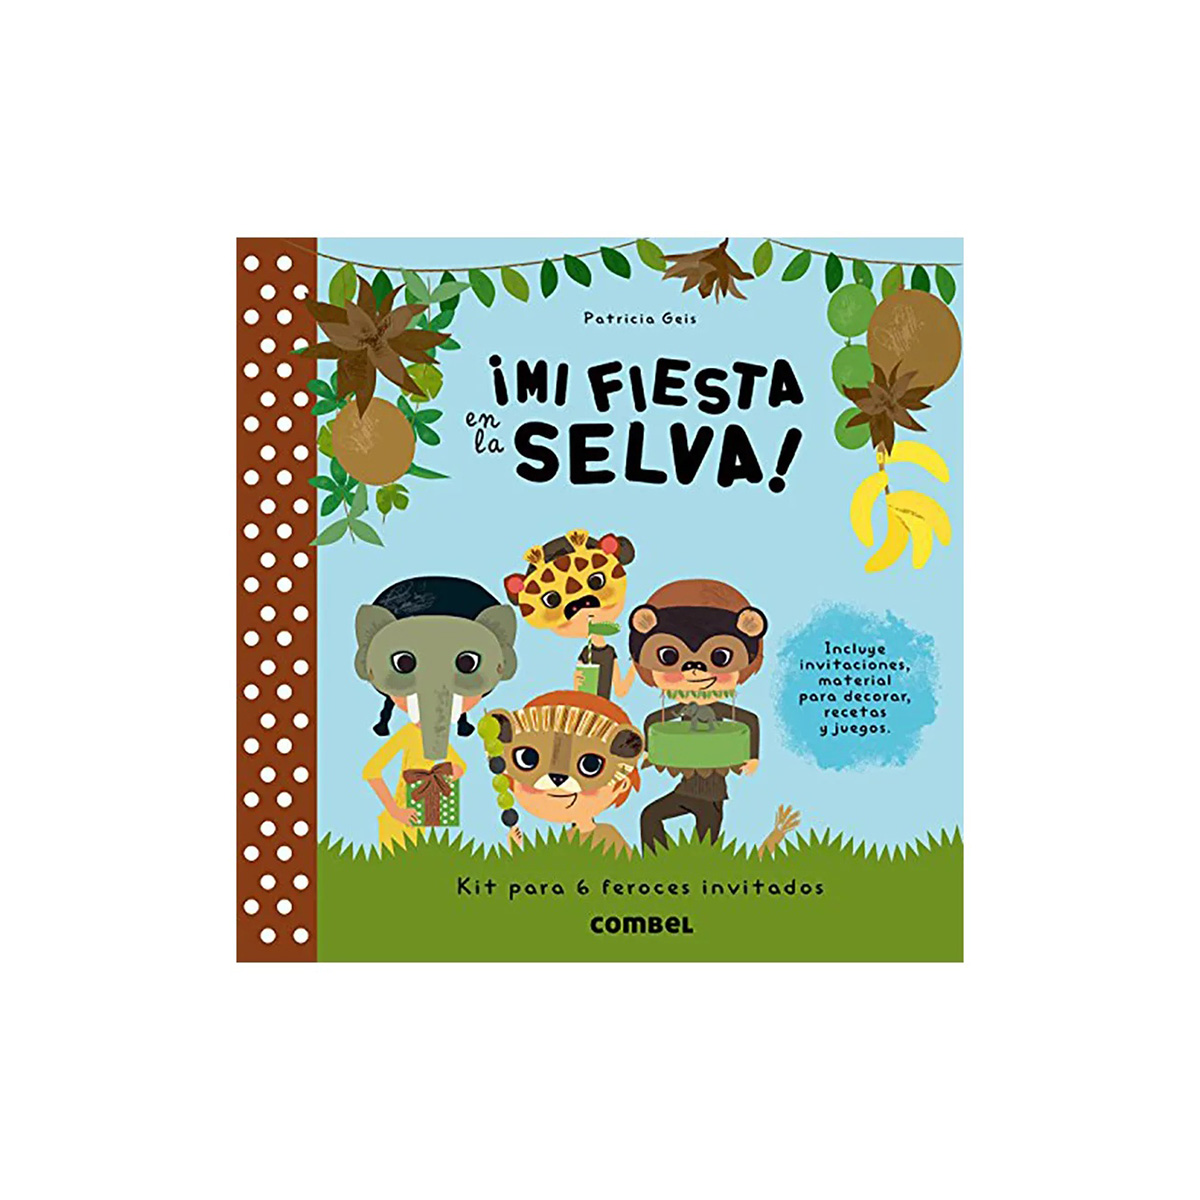 Patricia Geis
¡MI FIESTA
en la
SELVA!
Incluye
invitaciones,
material
para decorar,
recetas
y juegos.
Kit para 6 feroces invitados
COMBEL